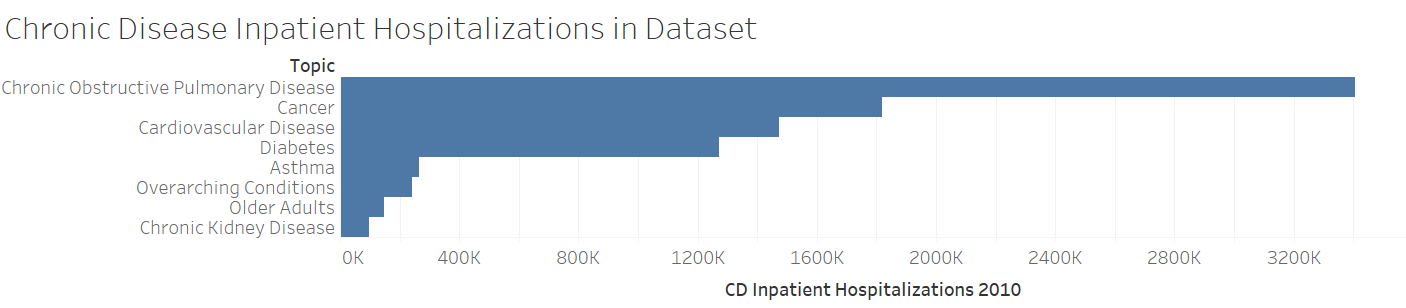 Chronic Disease Inpatient Hospitalizations in Dataset
Topic
Chronic Obstructive Pulmonary Disease
Cancer
Cardiovascular Disease
Diabetes
Asthma
Overarching Conditions
Older Adults
Chronic Kidney Disease
0K 400K 800K 1200K 1600K 2000K 2400K 2800K 3200K
CD Inpatient Hospitalizations 2010